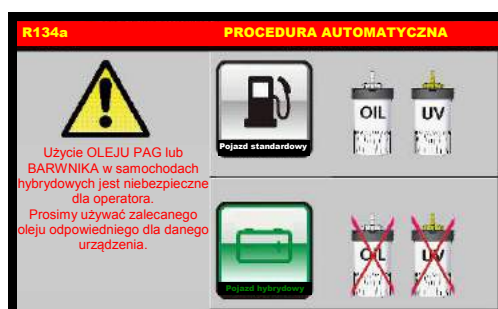 R134a PROCEDURA AUTOMATYCZNA
Użycie OLEJU PAG lub
BARWNIKA w samochodach
hybrydowych jest niebezpieczne
dla operatora.
Prosimy używać zalecanego
oleju odpowiedniego dla danego
urządzenia.
Pojazd standardowy
OIL UV
Pojazd hybrydowy
OIL UV